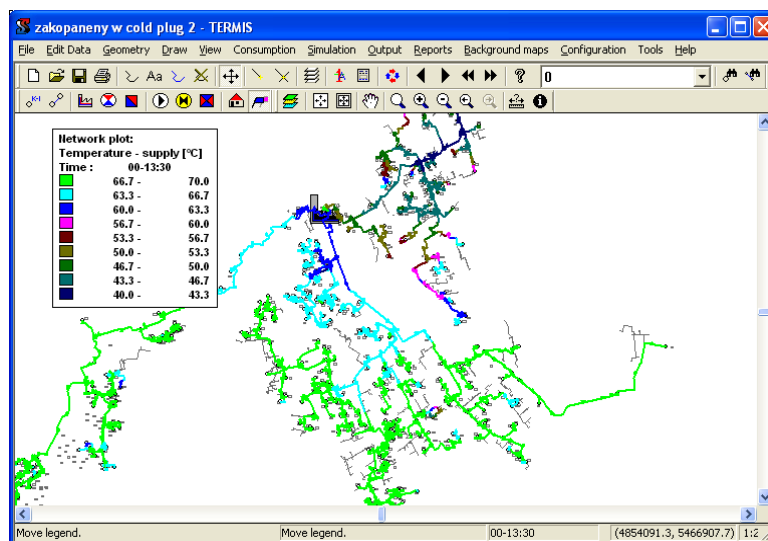 zakopaneny w cold plug 2 - TERMIS
File Edit Data Geometry Draw View Consumption Simulation Output Reports Background maps Configuration Tools Help
Aa 0
K-1
Network plot:
Temperature - supply [°C]
Time : 00-13:30
66.7 - 70.0
63.3 - 66.7
60.0 - 63.3
56.7 - 60.0
53.3 - 56.7
50.0 - 53.3
46.7 - 50.0
43.3 - 46.7
40.0 - 43.3
Move legend. Move legend. 00-13:30 (4854091.3, 5466907.7) 1:2